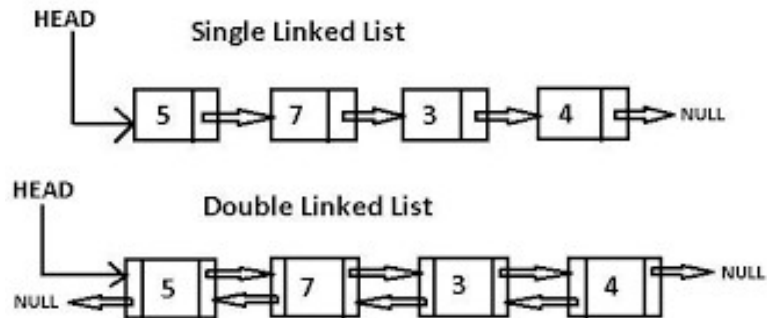 HEAD
Single Linked List
5 7 3 4 NULL
HEAD
Double Linked List
NULL 5 7 3 4 NULL